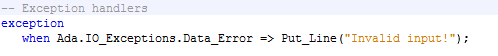 -- Exception handlers
exception
when Ada.IO_Exceptions.Data_Error => Put_Line("Invalid input!");